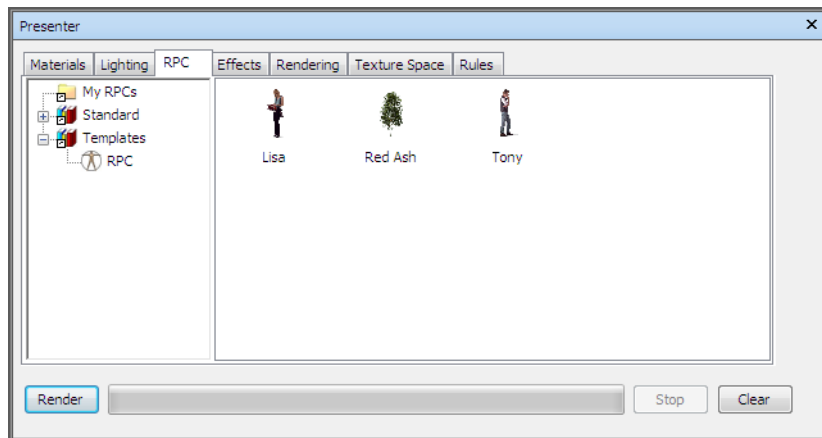 Presenter
Materials Lighting RPC Effects Rendering Texture Space Rules
My RPCs
Standard
Templates
RPC
Lisa Red Ash Tony
Render Stop Clear